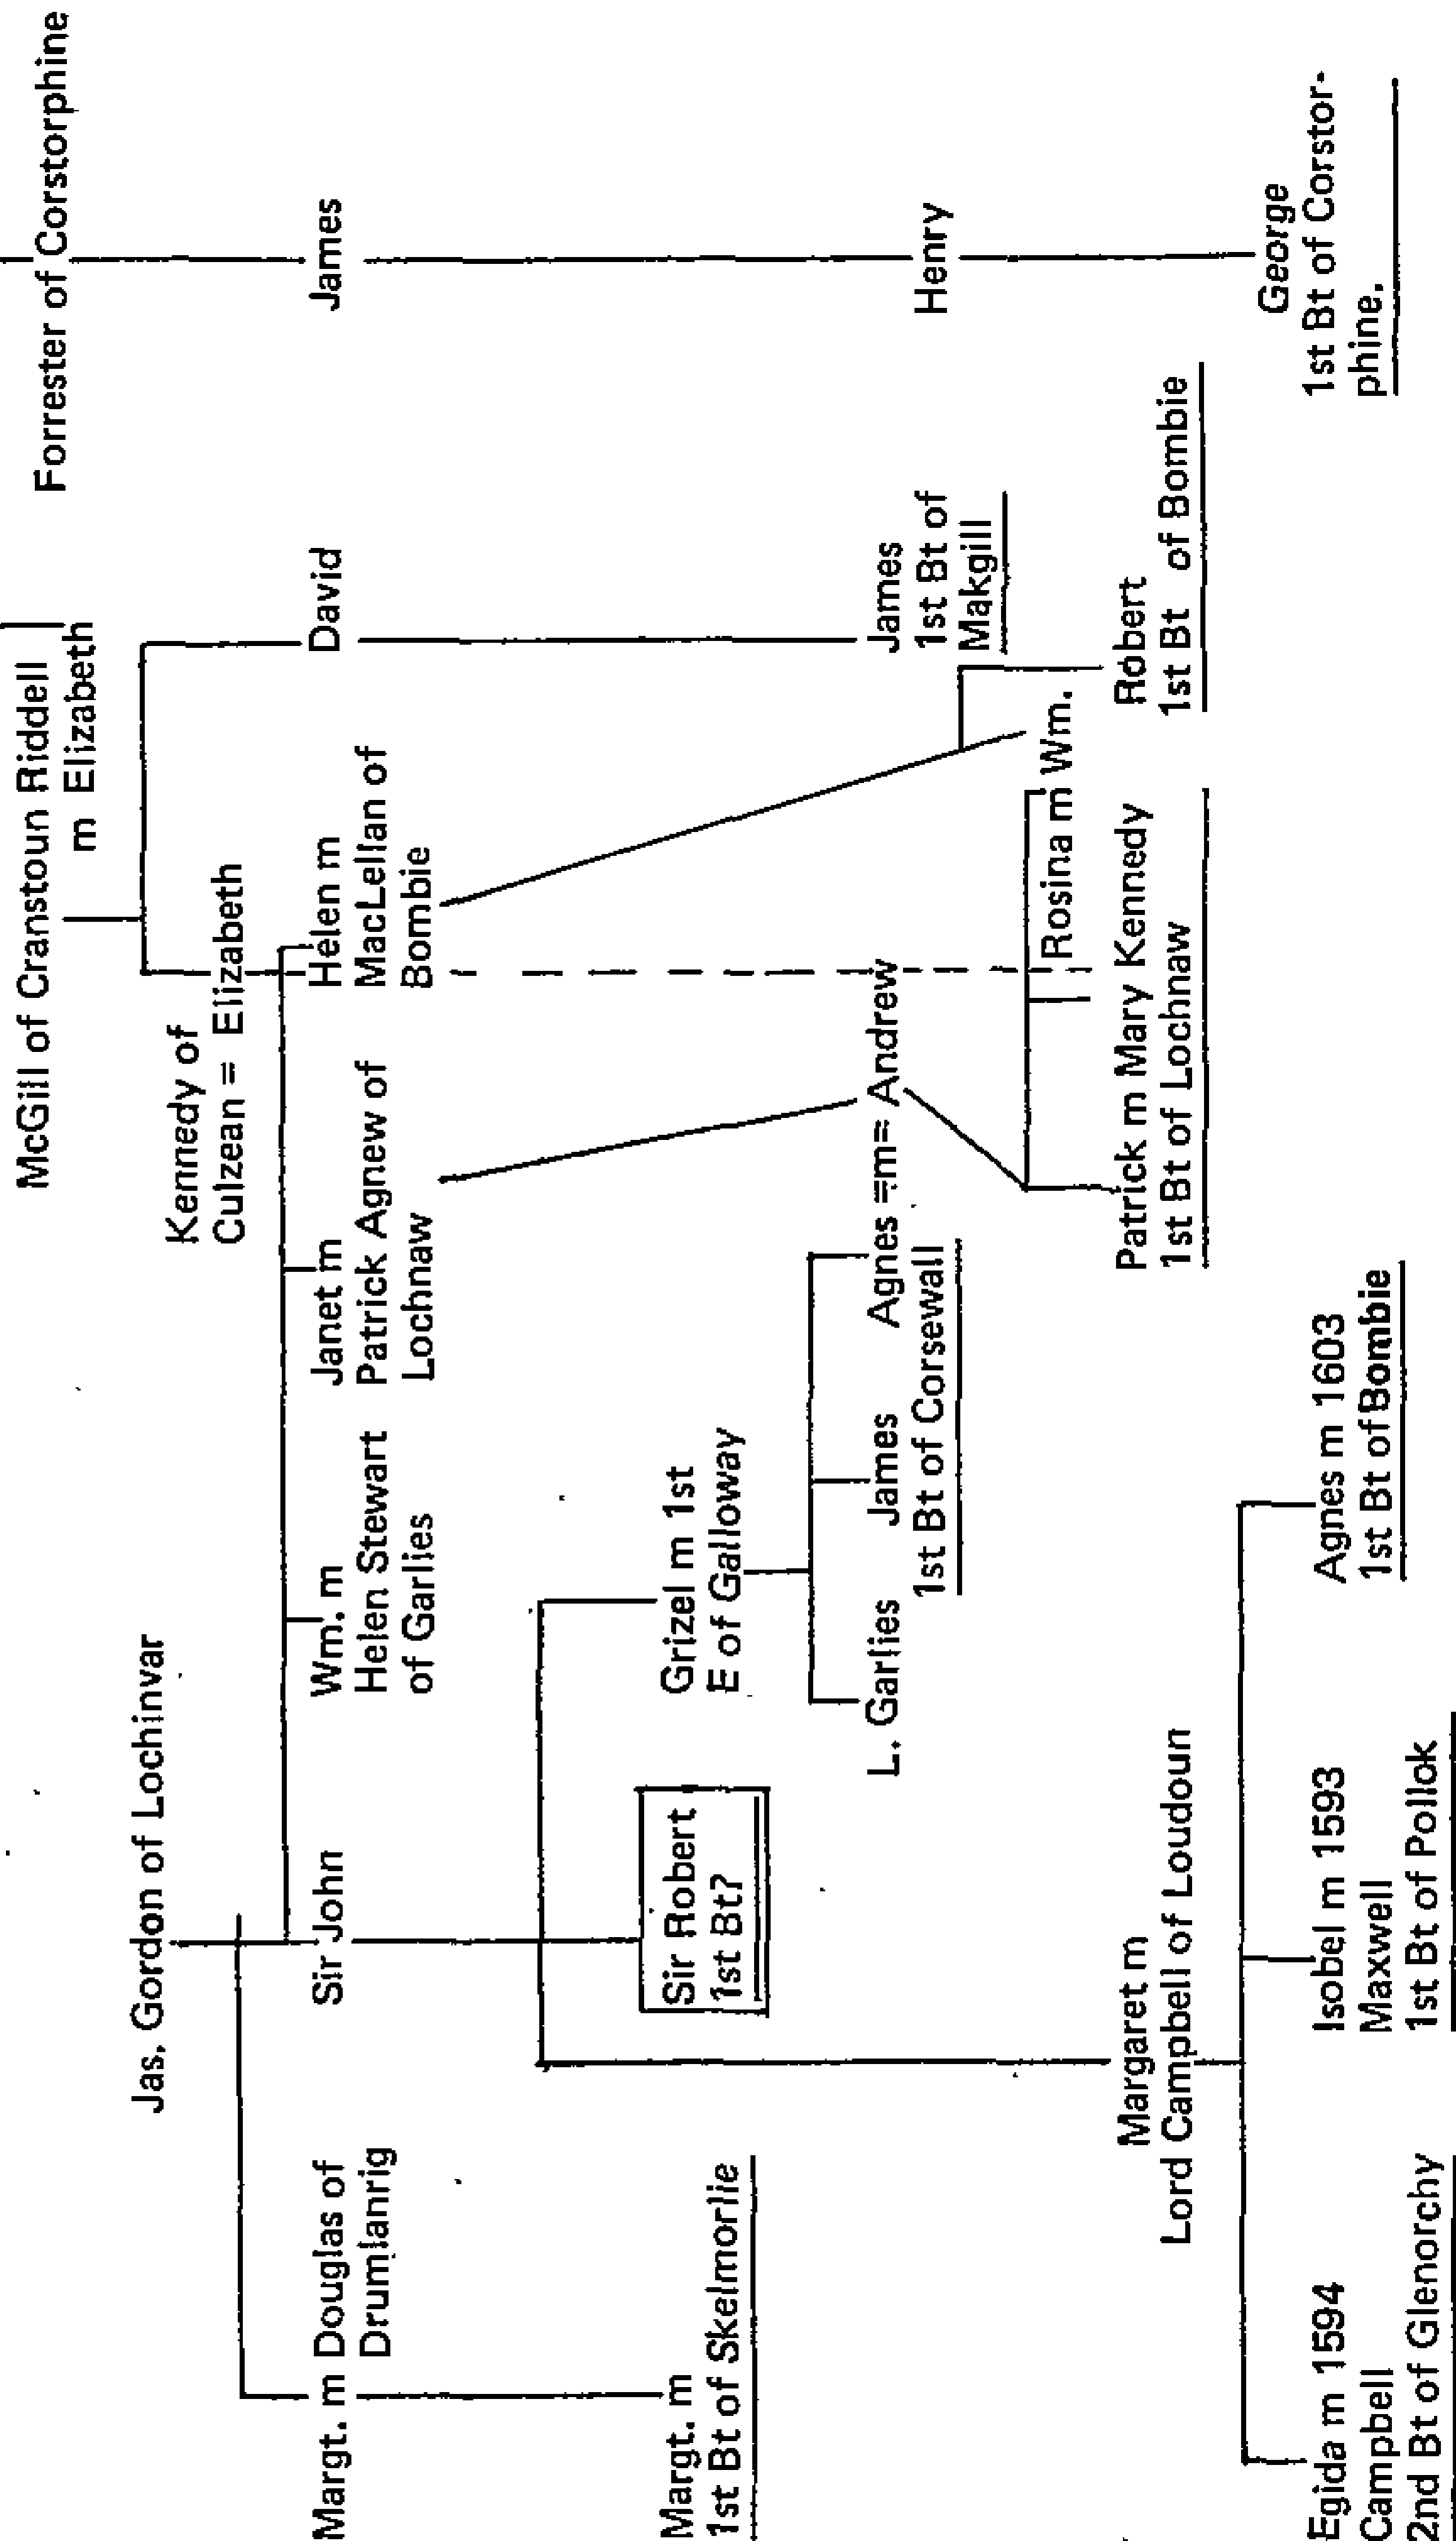 Forrester of Corstorphine
McGill of Cranstoun Riddell
m Elizabeth
Jas. Gordon of Lochinvar
Kennedy of
Culzean = Elizabeth
Margt. m Douglas of
Drumlanrig
Sir John
Wm. m
Helen Stewart
of Garlies
Janet m
Patrick Agnew of
Lochnaw
Helen m
MacLellan of
Bombie
David
James
Margt. m
1st Bt of Skelmorlie
Sir Robert
1st Bt?
Grizel m 1st
E of Galloway
L. Garlies
James
1st Bt of Corsewall
Agnes =m= Andrew
James
1st Bt of
Makgill
Henry
Rosina m Wm.
Margaret m
Lord Campbell of Loudoun
Patrick m Mary Kennedy
1st Bt of Lochnaw
Robert
1st Bt of Bombie
George
1st Bt of Corstor-
phine.
Egida m 1594
Campbell
2nd Bt of Glenorchy
Isobel m 1593
Maxwell
1st Bt of Pollok
Agnes m 1603
1st Bt of Bombie